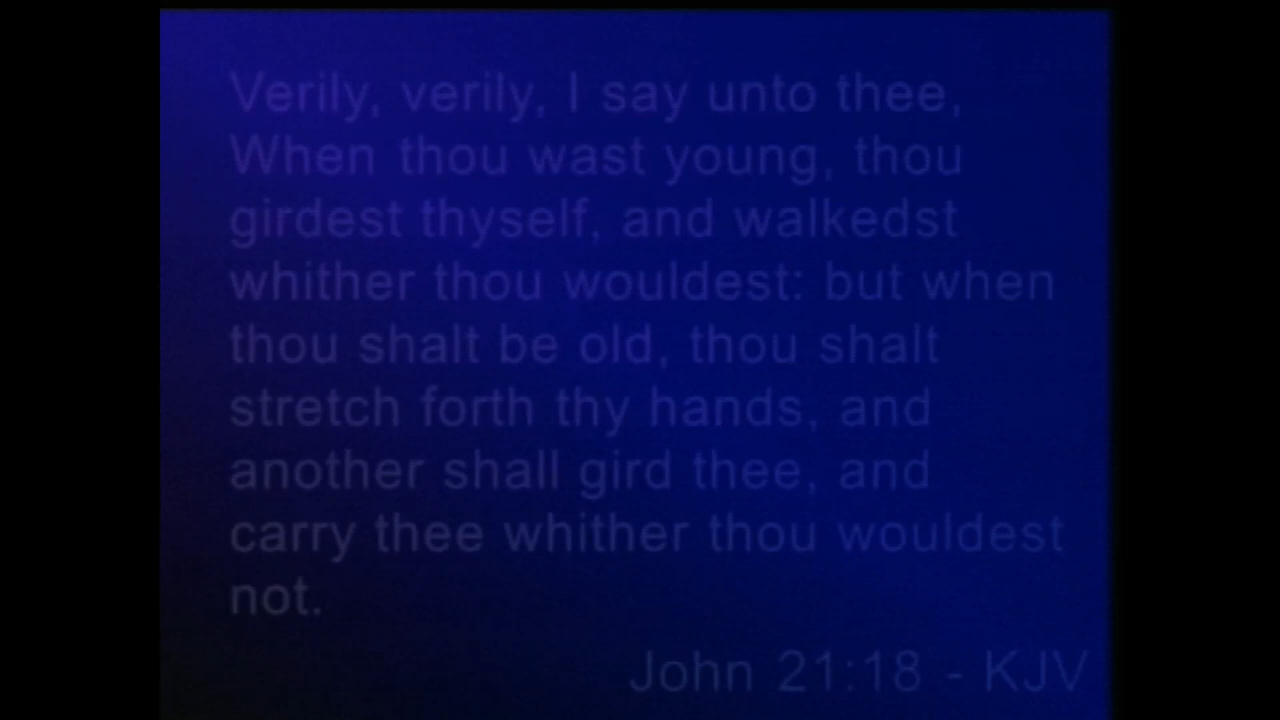 Verily, verily, I say unto thee,
When thou wast young, thou
girdest thyself, and walkedst
whither thou wouldest: but when
thou shalt be old, thou shalt
stretch forth thy hands, and
another shall gird thee, and
carry thee whither thou wouldest
not.
John 21:18 - KJV